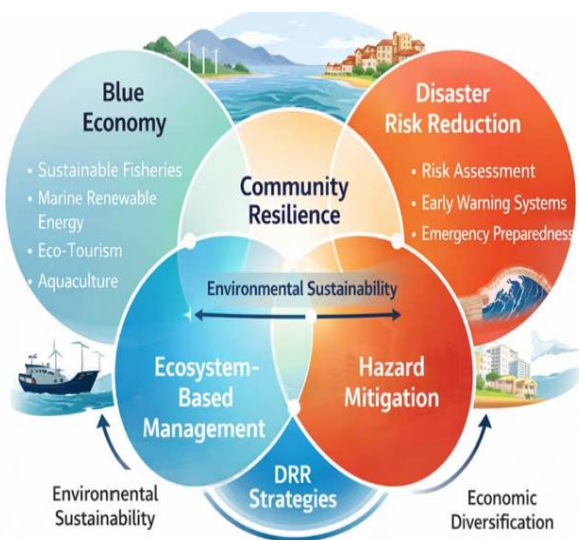 Blue
Economy
• Sustainable Fisheries
• Marine Renewable
Energy
• Eco-Tourism
• Aquaculture
Disaster
Risk Reduction
• Risk Assessment
• Early Warning Systems
• Emergency Preparedness
Community
Resilience
Environmental Sustainability
Ecosystem-
Based
Management
Hazard
Mitigation
DRR
Strategies
Environmental
Sustainability
Economic
Diversification